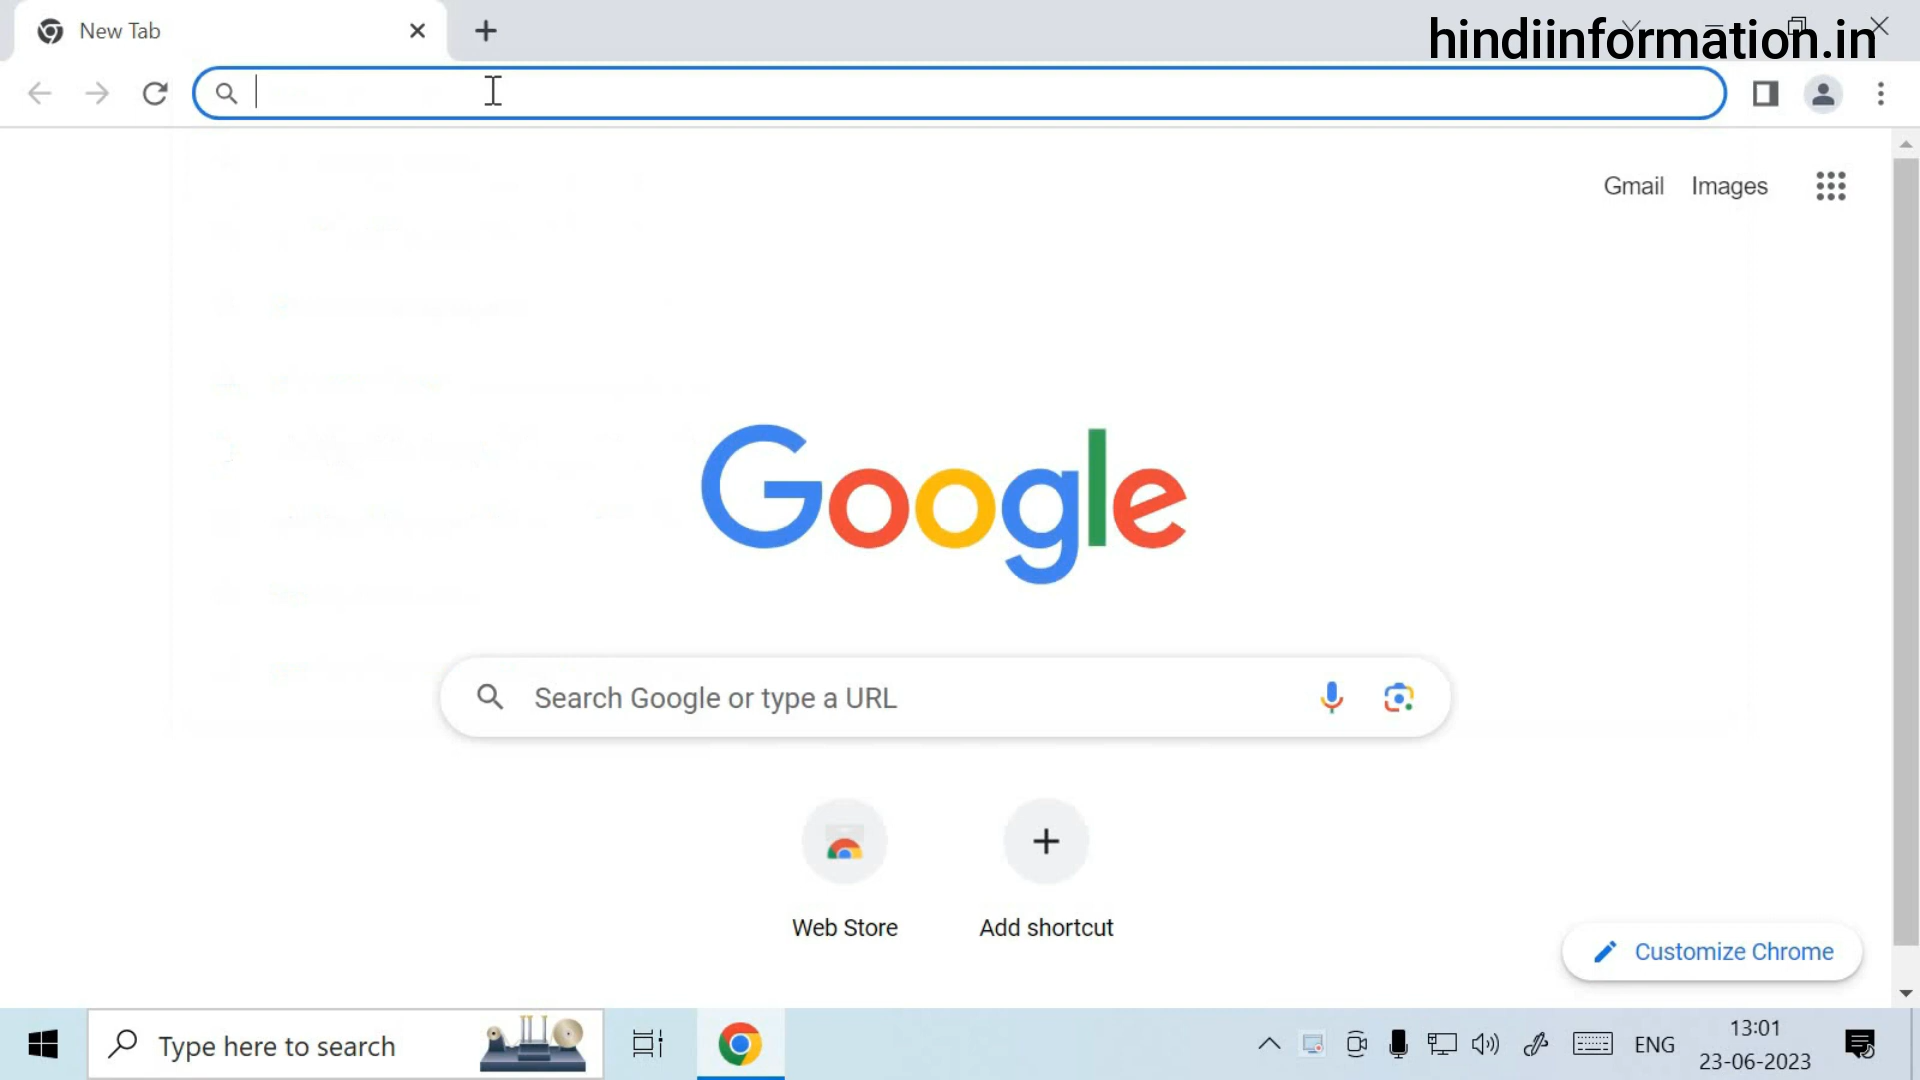 New Tab
hindiinformation.in
Gmail Images
Google
Search Google or type a URL
Web Store Add shortcut
Customize Chrome
Type here to search
ENG
13:01
23-06-2023